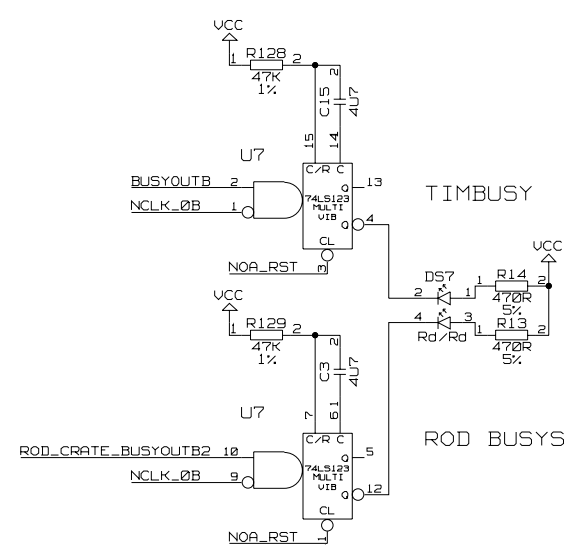 VCC
R128
1 2
47K
1%
2
C15
4U7
15
14
U7
C/R C
BUSYOUTB 2
Q 13
74LS123
MULTI
VIB
TIMBUSY
NCLK_0B 1
Q 4
CL
VCC
NOA_RST 3
DS7
R14
2 1 1 2
470R
5%
VCC
R129
1 2
47K
1%
4 3
R13
1 2
Rd/Rd
470R
5%
2
C3
4U7
7
6 1
U7
C/R C
ROD BUSYS
ROD_CRATE_BUSYOUTB2 10
Q 5
74LS123
MULTI
VIB
NCLK_0B 9
Q 12
CL
NOA_RST 1